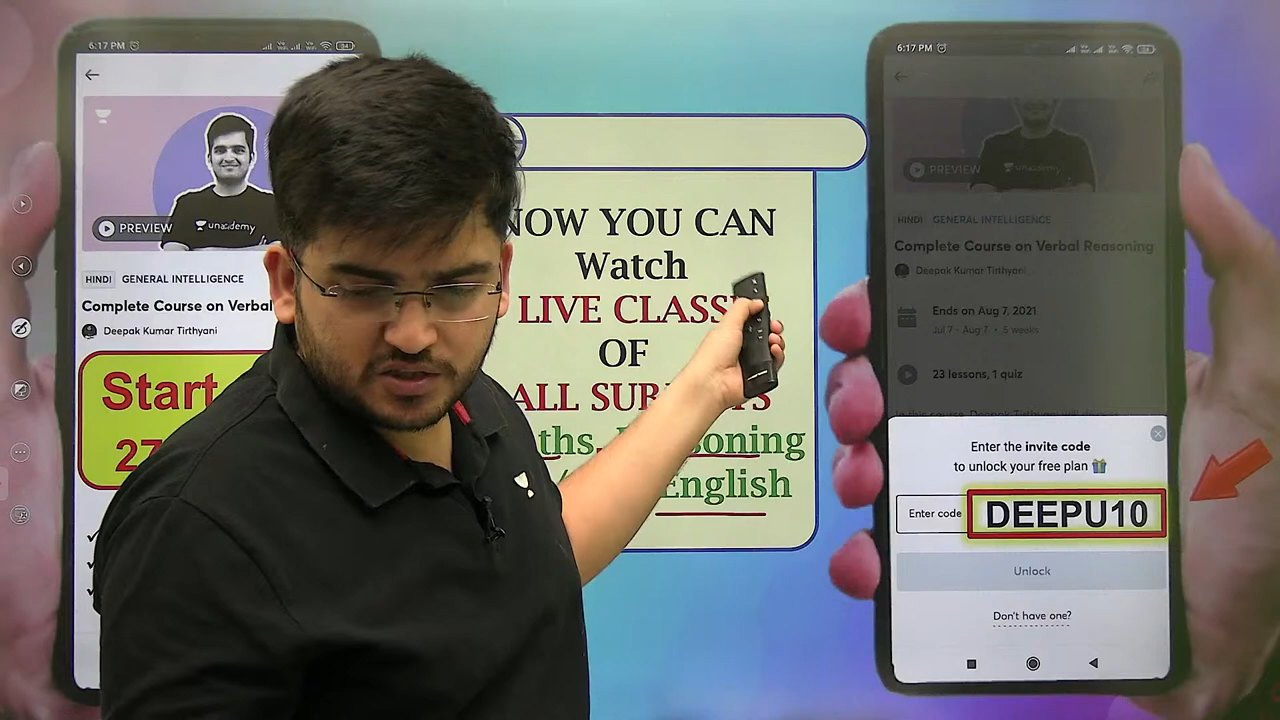 6:17 PM
PREVIEW
unacademy
HINDI GENERAL INTELLIGENCE
Complete Course on Verbal
Deepak Kumar Tirthyani
Start
27
NOW YOU CAN
Watch
LIVE CLASS
OF
ALL
English
6:17 PM
PREVIEW
unacademy
HINDI GENERAL INTELLIGENCE
Complete Course on Verbal Reasoning
Deepak Kumar Tirthyani
Ends on Aug 7, 2021
Jul 7 - Aug 7 • 5 weeks
23 lessons, 1 quiz
Enter the invite code
to unlock your free plan
Enter code DEEPU10
Unlock
Don't have one?